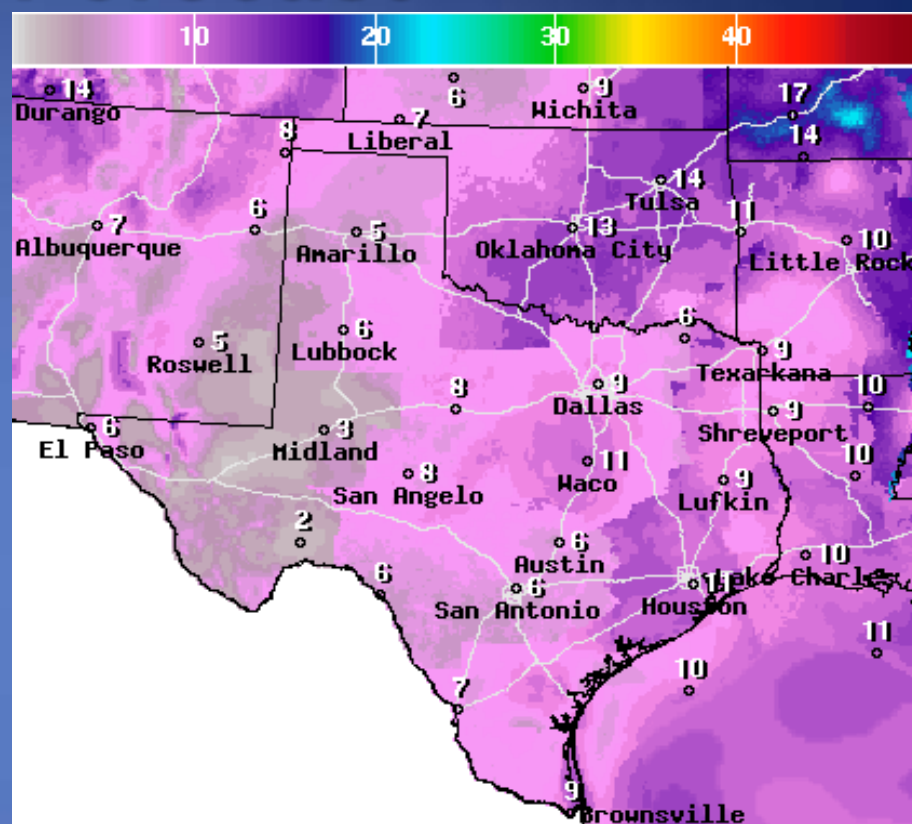 10 20 30 40
14 Durango
6
9 Wichita
17
7 Liberal
8
14
14 Tulsa
7 Albuquerque
6
5 Amarillo
13 Oklahoma City
11
10 Little Rock
5 Roswell
6 Lubbock
6
9 Texarkana
8
9 Dallas
10
9 Shreveport
6 El Paso
3 Midland
11 Waco
8 San Angelo
9 Lufkin
10
2
6 Austin
10 Lake Charles
6
6 San Antonio
11 Houston
11
10
7
9 Brownsville